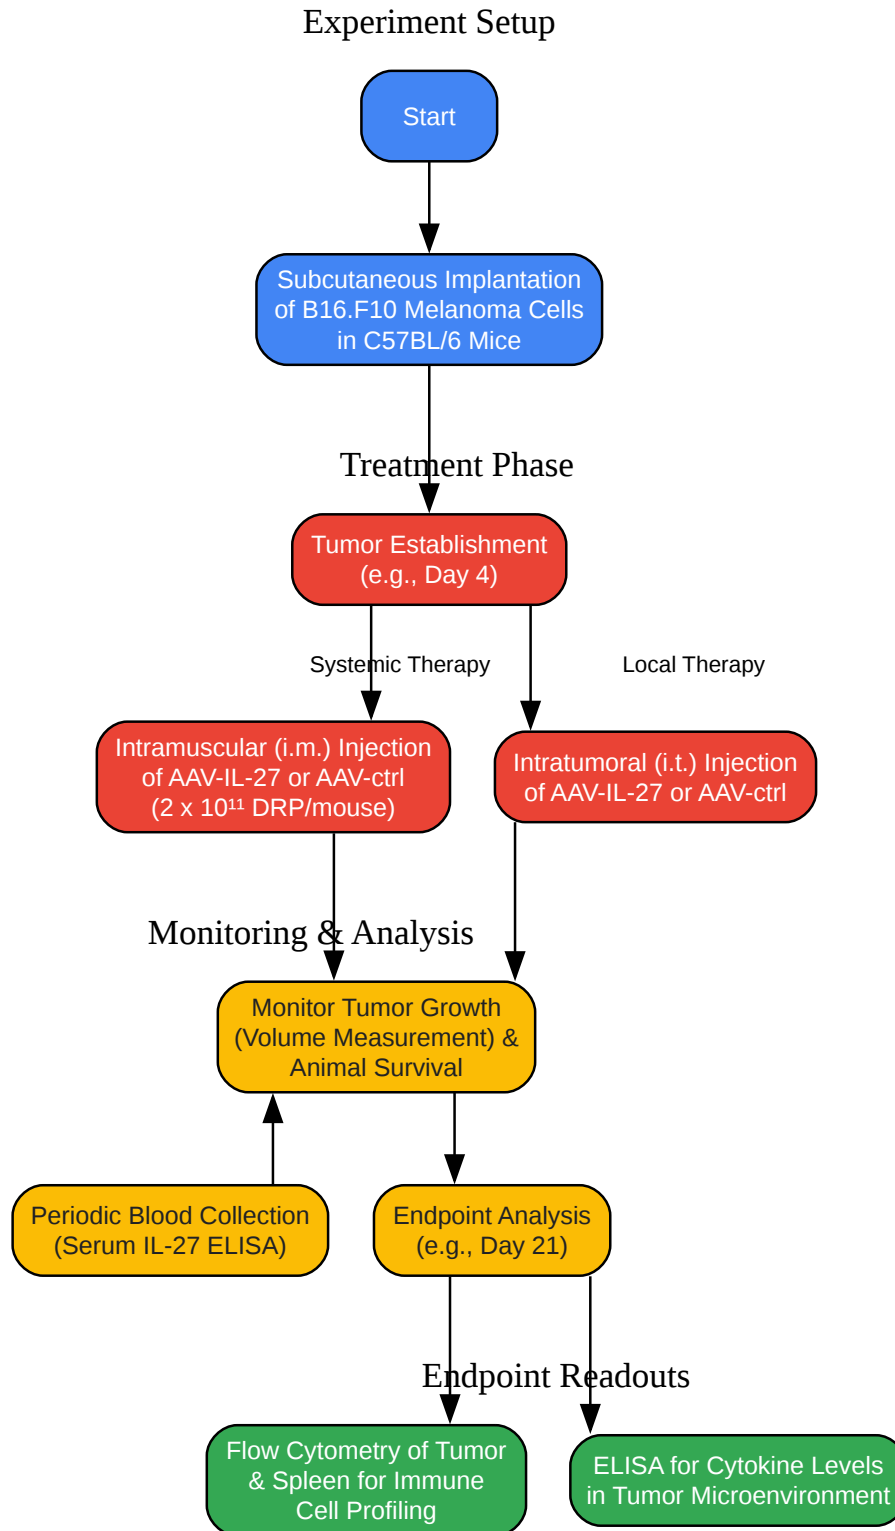 Experiment Setup
Start
Subcutaneous Implantation
of B16.F10 Melanoma Cells
in C57BL/6 Mice
Treatment Phase
Tumor Establishment
(e.g., Day 4)
Systemic Therapy
Local Therapy
Intramuscular (i.m.) Injection
of AAV-IL-27 or AAV-ctrl
(2 x 10¹¹ DRP/mouse)
Intratumoral (i.t.) Injection
of AAV-IL-27 or AAV-ctrl
Monitoring & Analysis
Monitor Tumor Growth
(Volume Measurement) &
Animal Survival
Periodic Blood Collection
(Serum IL-27 ELISA)
Endpoint Analysis
(e.g., Day 21)
Endpoint Readouts
Flow Cytometry of Tumor
& Spleen for Immune
Cell Profiling
ELISA for Cytokine Levels
in Tumor Microenvironment